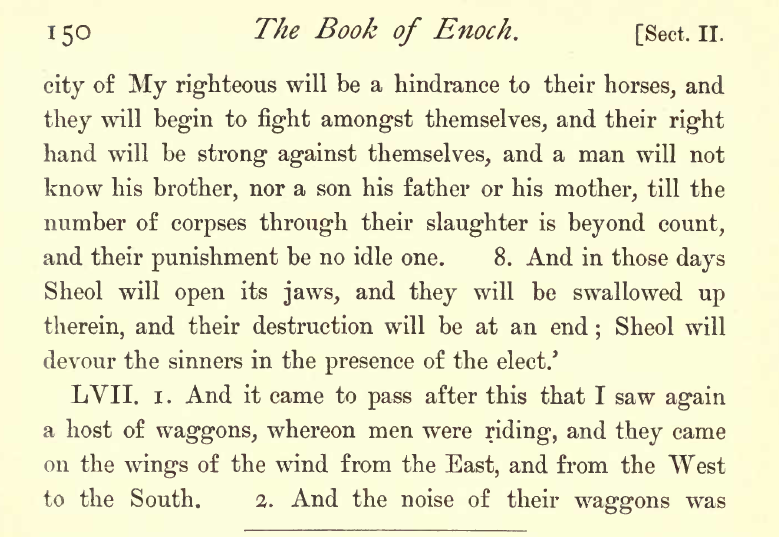 150 The Book of Enoch. [Sect. II.
city of My righteous will be a hindrance to their horses, and
they will begin to fight amongst themselves, and their right
hand will be strong against themselves, and a man will not
know his brother, nor a son his father or his mother, till the
number of corpses through their slaughter is beyond count,
and their punishment be no idle one. 8. And in those days
Sheol will open its jaws, and they will be swallowed up
therein, and their destruction will be at an end; Sheol will
devour the sinners in the presence of the elect.'
LVII. 1. And it came to pass after this that I saw again
a host of waggons, whereon men were riding, and they came
on the wings of the wind from the East, and from the West
to the South. 2. And the noise of their waggons was